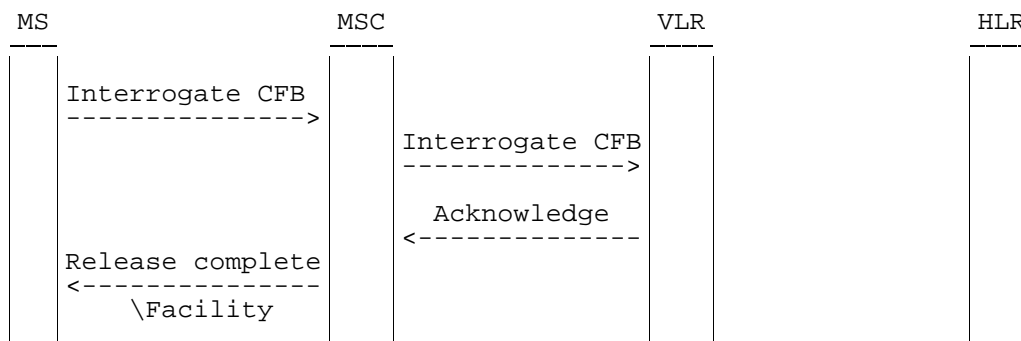 MS MSC VLR HLR
Interrogate CFB
--------------->
Interrogate CFB
-------------->
Acknowledge
<--------------
Release complete
<---------------
\Facility